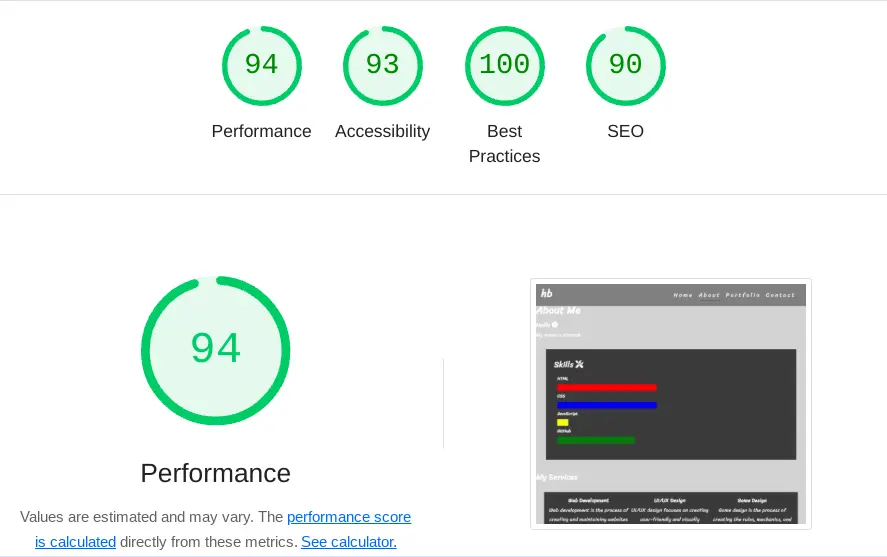 94
93
100
90
Performance
Accessibility
Best
Practices
SEO
94
Performance
Values are estimated and may vary. The performance score
is calculated directly from these metrics. See calculator.
hb
Home About Portfolio Contact
About Me
Hello
Skills
HTML
CSS
JavaScript
GitHub
My Services
Web Development
UI/UX Design
Game Design
Web development is the process of
creating and maintaining websites
UI/UX design focuses on creating
user-friendly and visually
Game design is the process of
creating the rules, mechanics, and